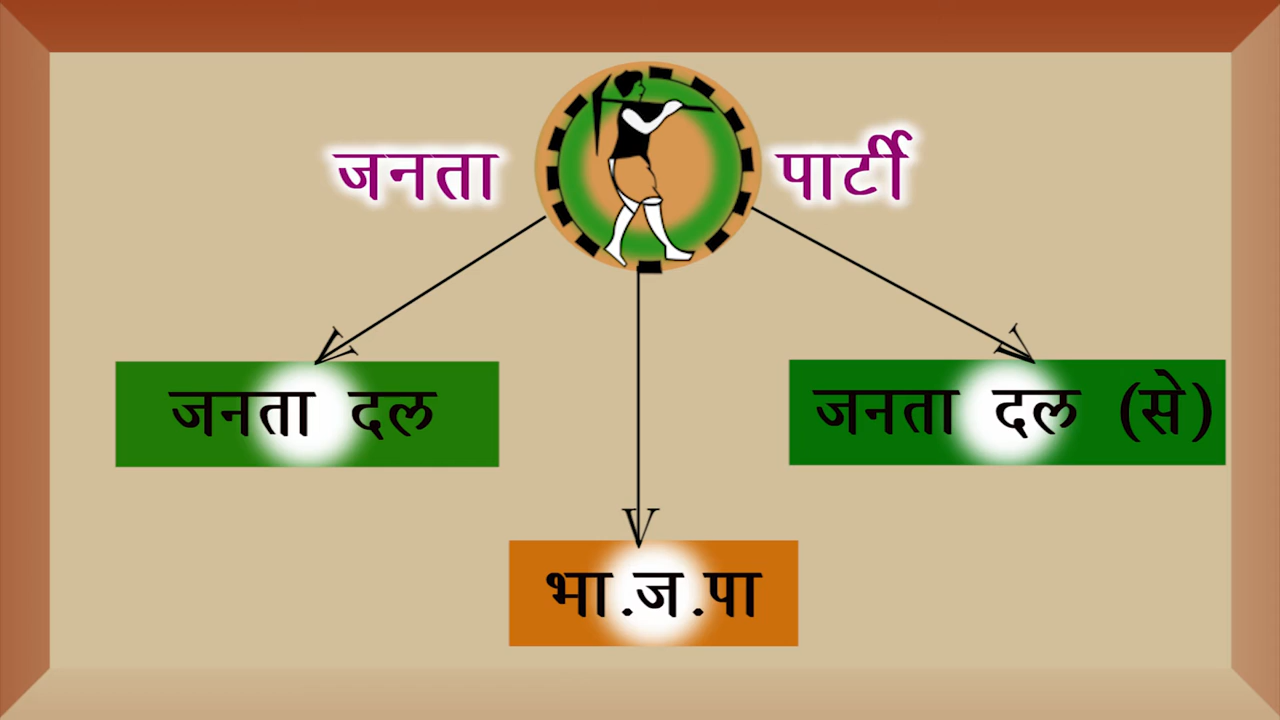 जनता पार्टी
जनता दल
जनता दल (से)
भा.ज.पा